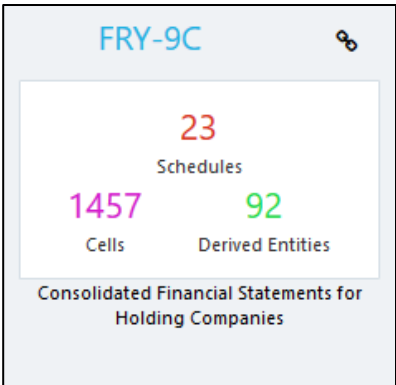 FRY-9C
23
Schedules
1457 92
Cells Derived Entities
Consolidated Financial Statements for
Holding Companies